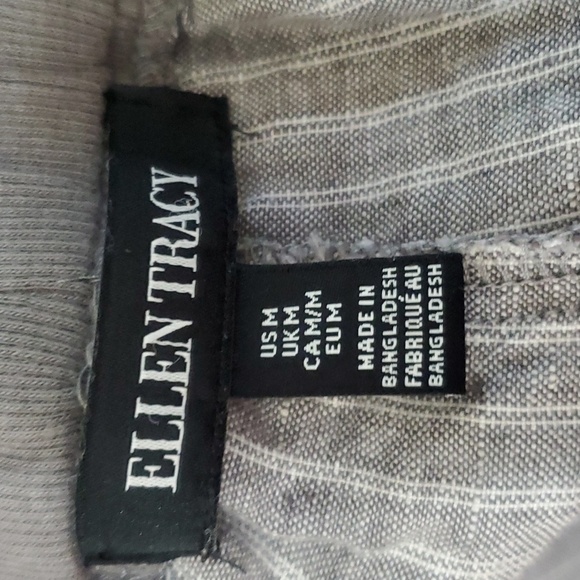 ELLEN TRACY
US M
UK M
CA M/M
EU M
MADE IN
BANGLADESH
FABRIQUÉ AU
BANGLADESH